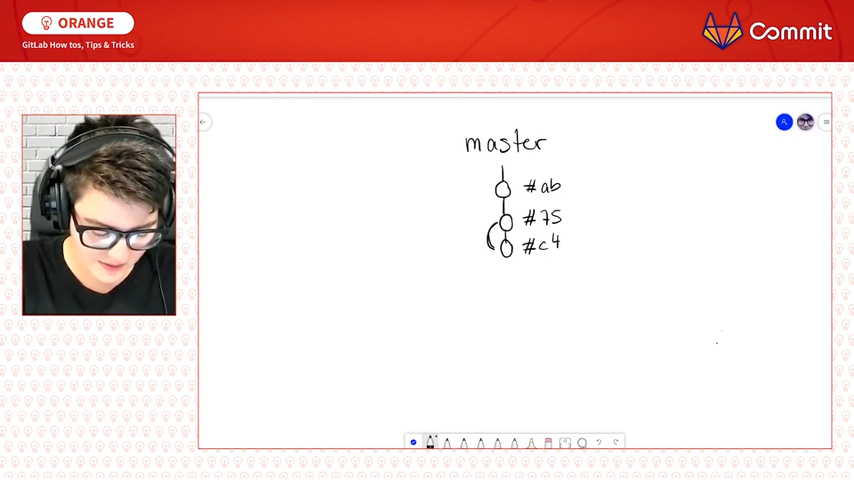 ORANGE
GitLab How tos, Tips & Tricks
Commit
master
#ab
#75
#c4